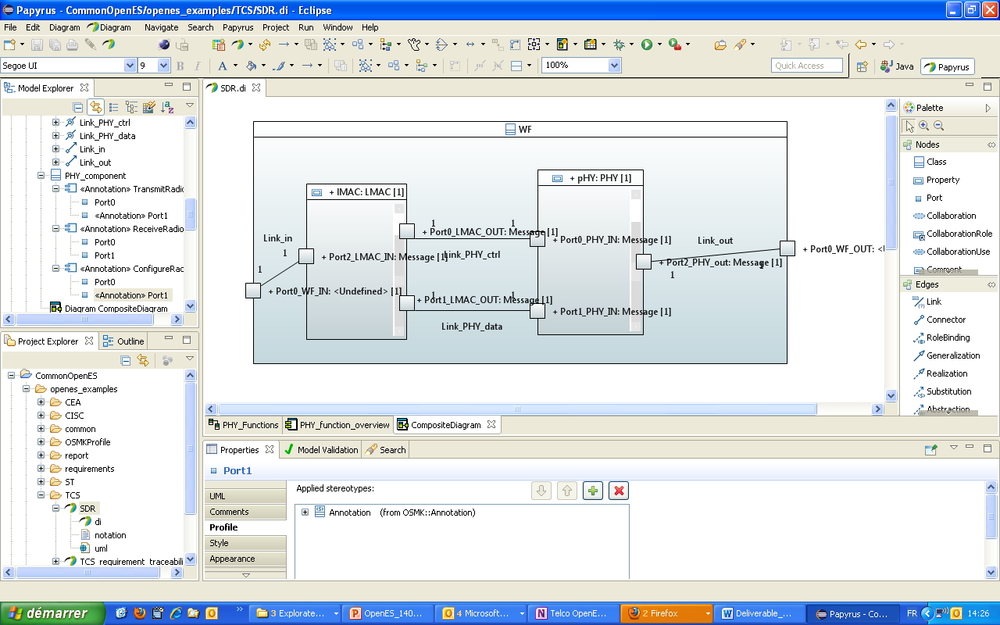 Papyrus - CommonOpenES/openes_examples/TCS/SDR.di - Eclipse
File Edit Diagram Diagram Navigate Search Papyrus Project Run Window Help
Segoe UI 9 B I A 100% Quick Access Java Papyrus
Model Explorer
Link_PHY_ctrl
Link_PHY_data
Link_in
Link_out
PHY_component
«Annotation» TransmitRadio
Port0
«Annotation» Port1
«Annotation» ReceiveRadio
Port0
Port1
«Annotation» ConfigureRad
Port0
«Annotation» Port1
Diagram CompositeDiagram
Project Explorer Outline
CommonOpenES
openes_examples
CEA
CISC
common
OSMKProfile
report
requirements
ST
TCS
SDR
di
notation
uml
TCS_requirement_traceabili
SDR.di
WF
+ lMAC: LMAC [1]
+ pHY: PHY [1]
Link_in
1
1
+ Port0_WF_IN: <Undefined> [1]
+ Port2_LMAC_IN: Message [1]
1
1
+ Port0_LMAC_OUT: Message [1]
1
Link_PHY_ctrl
+ Port0_PHY_IN: Message [1]
1
1
+ Port1_LMAC_OUT: Message [1]
Link_PHY_data
+ Port1_PHY_IN: Message [1]
Link_out
+ Port2_PHY_out: Message [1]
1
1
+ Port0_WF_OUT: <
Palette
Nodes
Class
Property
Port
Collaboration
CollaborationRole
CollaborationUse
Comment
Edges
Link
Connector
RoleBinding
Generalization
Realization
Substitution
Abstraction
PHY_Functions PHY_function_overview CompositeDiagram
Properties Model Validation Search
Port1
UML
Comments
Profile
Style
Appearance
Applied stereotypes:
Annotation (from OSMK::Annotation)
démarrer
3 Explorate...
OpenES_140...
4 Microsoft...
Telco OpenE...
2 Firefox
Deliverable_...
Papyrus - Co...
FR
14:26